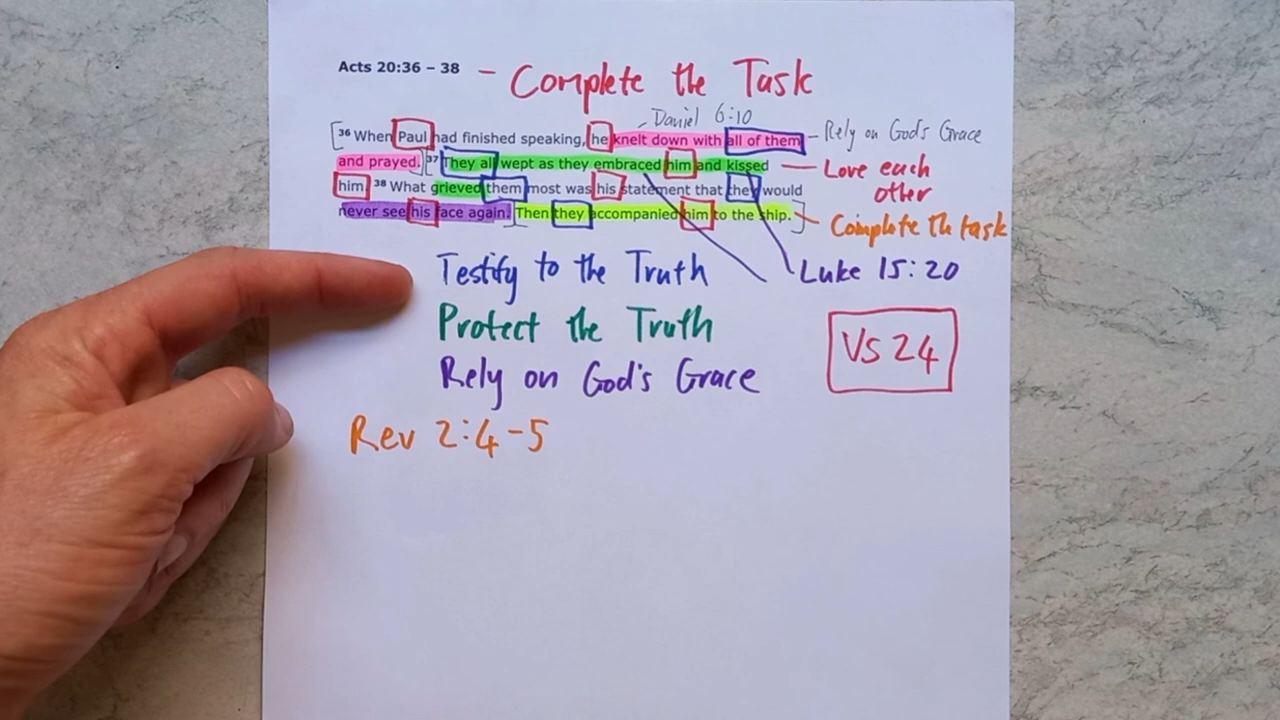 Acts 20:36 – 38 – Complete the Task
Daniel 6:10
36 When Paul had finished speaking, he knelt down with all of them – Rely on God's Grace
and prayed. 37 They all wept as they embraced him and kissed — Love each other
him. 38 What grieved them most was his statement that they would
never see his face again. Then they accompanied him to the ship. – Complete the task
Testify to the Truth
Luke 15:20
Protect the Truth
Vs 24
Rely on God's Grace
Rev 2:4-5